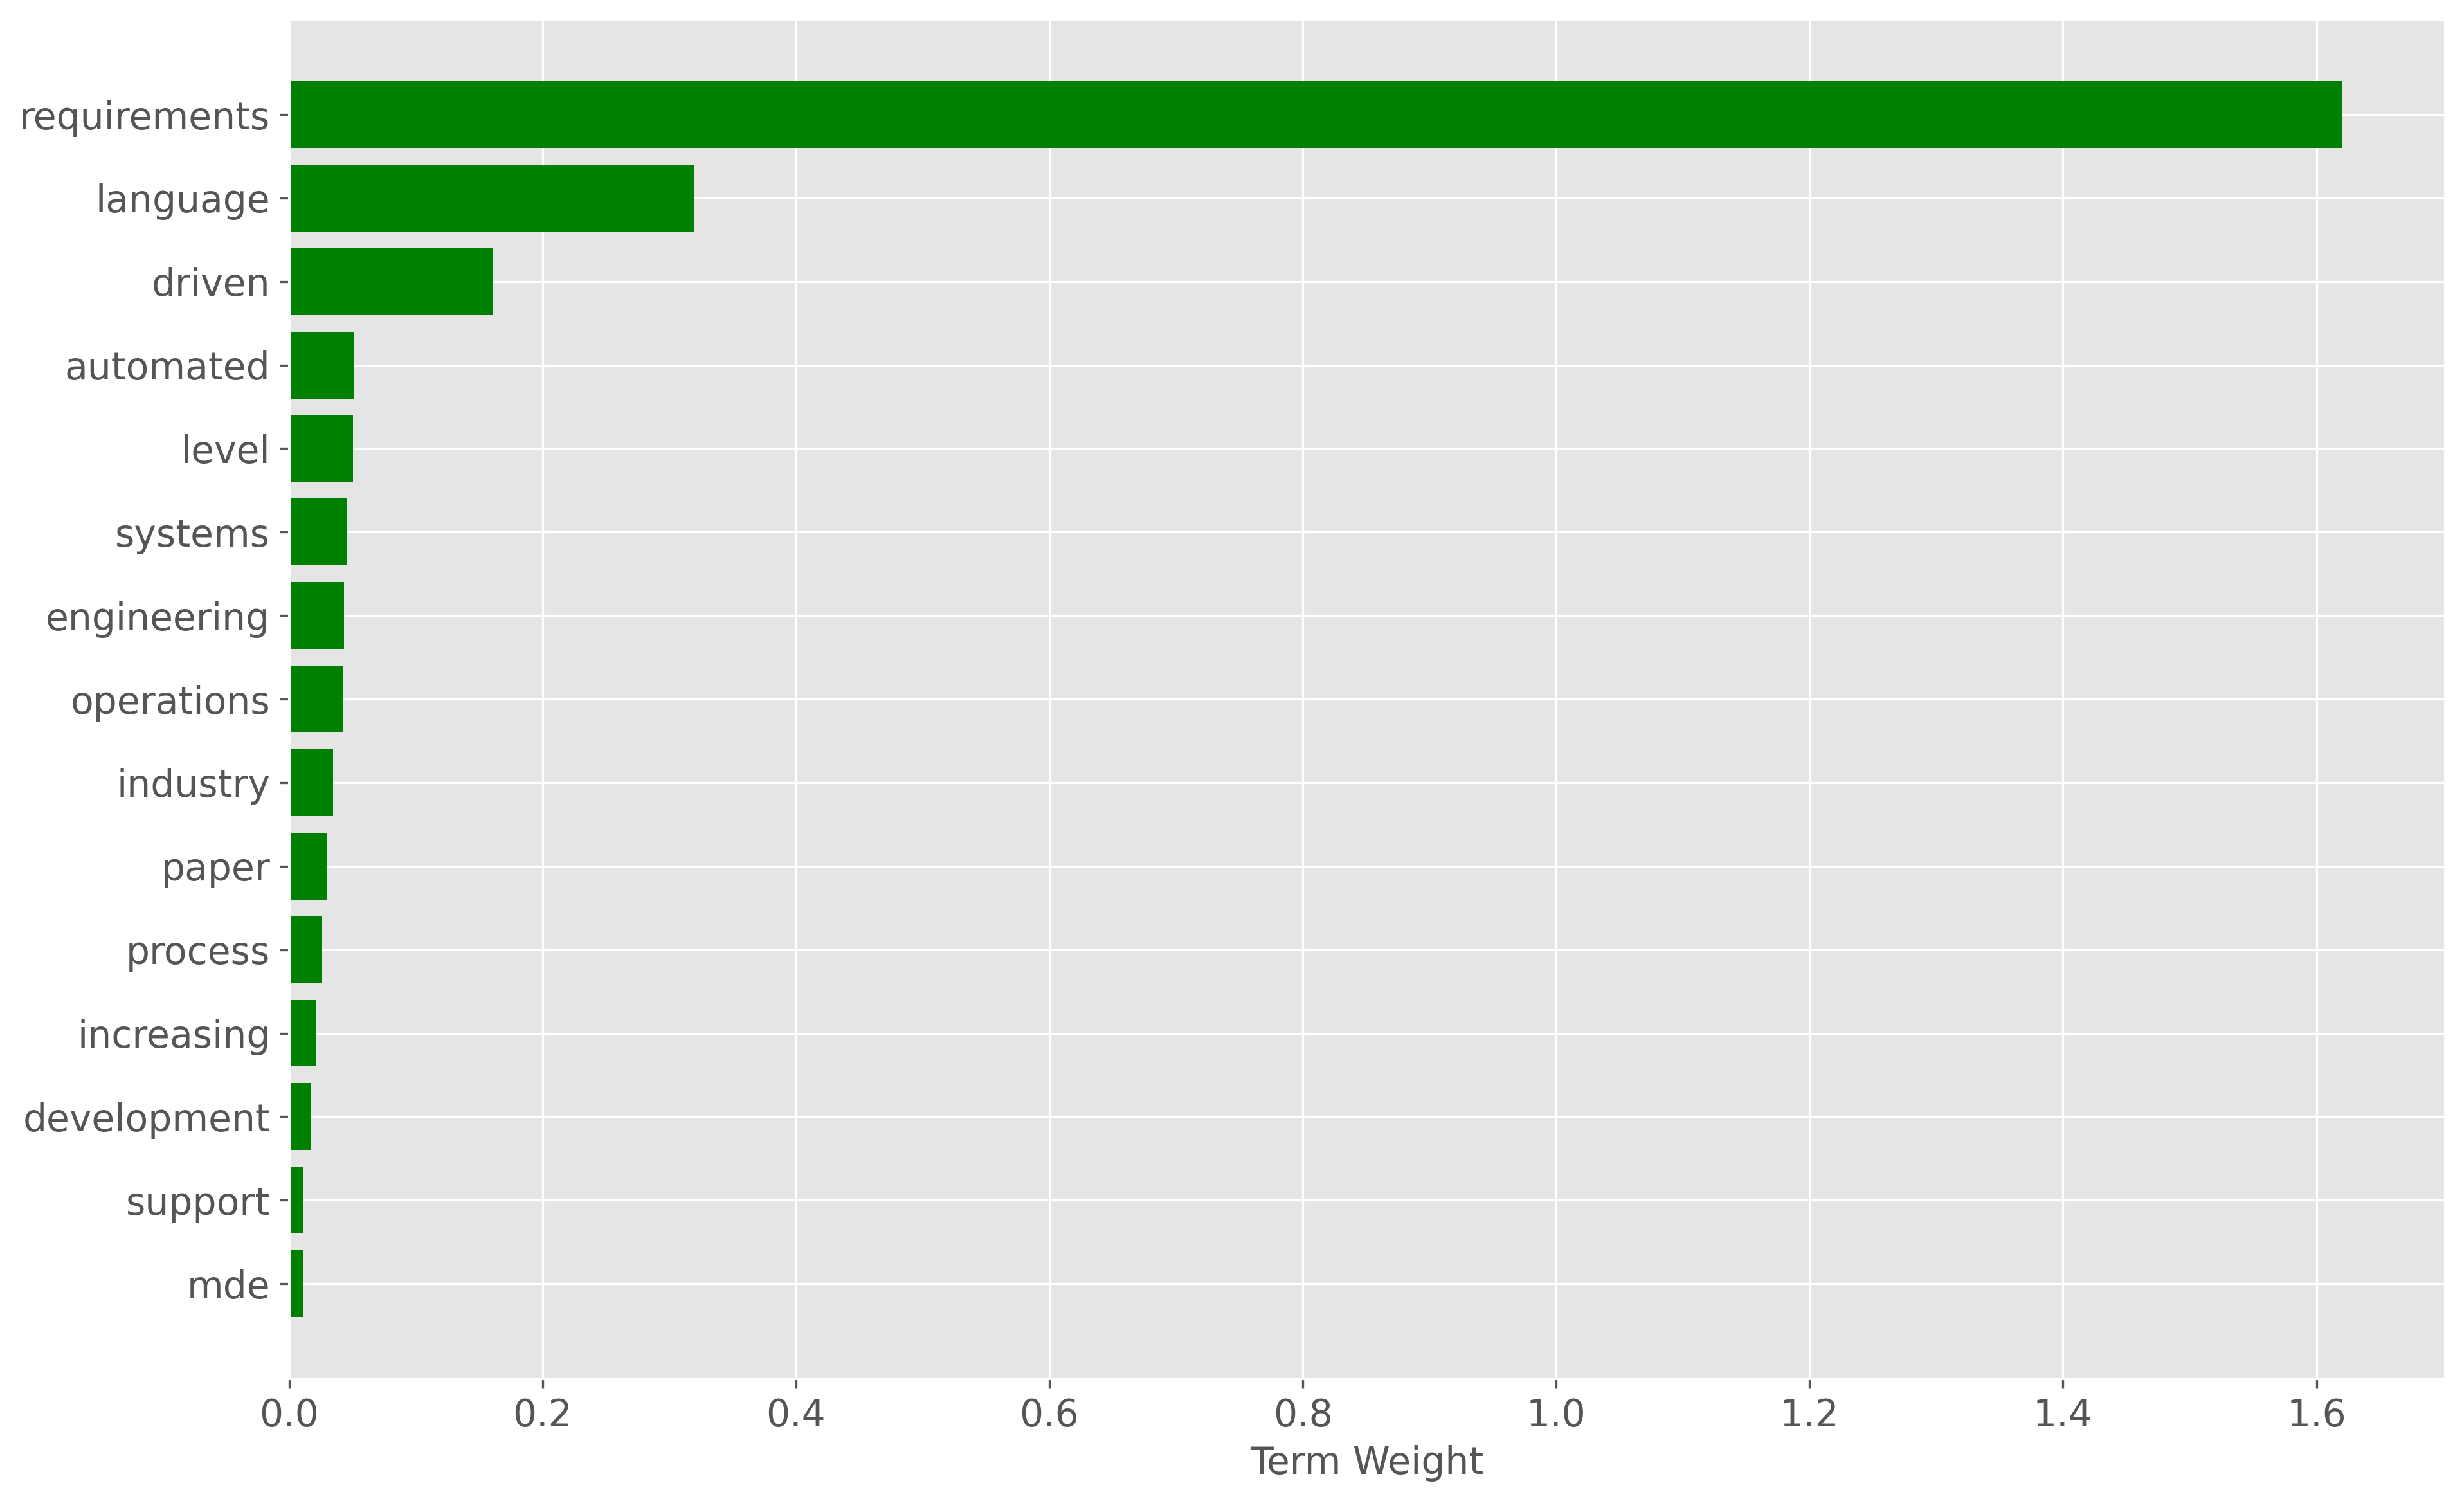 requirements
language
driven
automated
level
systems
engineering
operations
industry
paper
process
increasing
development
support
mde
0.0 0.2 0.4 0.6 0.8 1.0 1.2 1.4 1.6
Term Weight